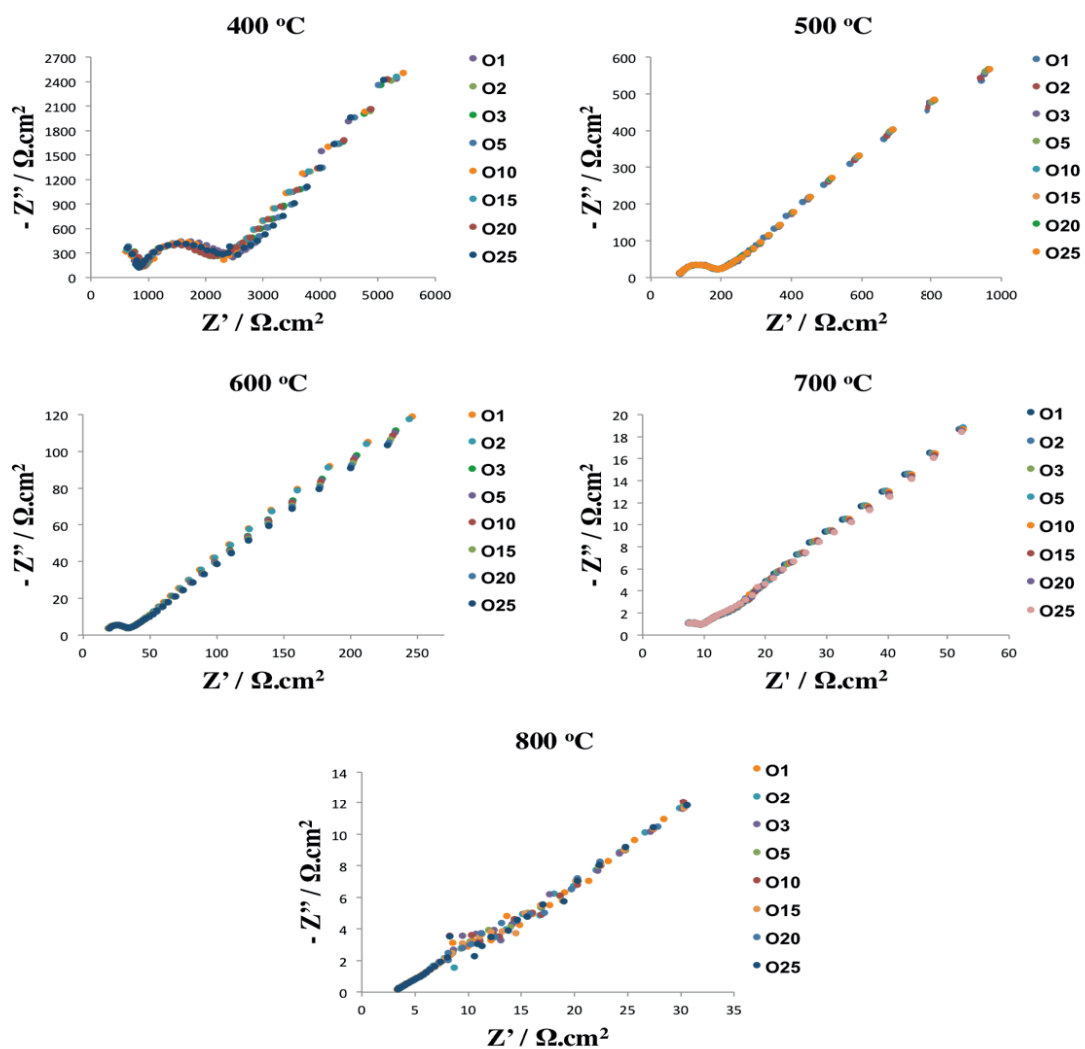 400 °C
2700
2400
2100
1800
1500
1200
900
600
300
0
0 1000 2000 3000 4000 5000 6000
- Z’’ / Ω.cm²
Z’ / Ω.cm²
O1
O2
O3
O5
O10
O15
O20
O25
500 °C
600
500
400
300
200
100
0
0 200 400 600 800 1000
- Z’’ / Ω.cm²
Z’ / Ω.cm²
O1
O2
O3
O5
O10
O15
O20
O25
600 °C
120
100
80
60
40
20
0
0 50 100 150 200 250
- Z’’ / Ω.cm²
Z’ / Ω.cm²
O1
O2
O3
O5
O10
O15
O20
O25
700 °C
20
18
16
14
12
10
8
6
4
2
0
0 10 20 30 40 50 60
- Z’’ / Ω.cm²
Z' / Ω.cm²
O1
O2
O3
O5
O10
O15
O20
O25
800 °C
14
12
10
8
6
4
2
0
0 5 10 15 20 25 30 35
- Z’’ / Ω.cm²
Z’ / Ω.cm²
O1
O2
O3
O5
O10
O15
O20
O25